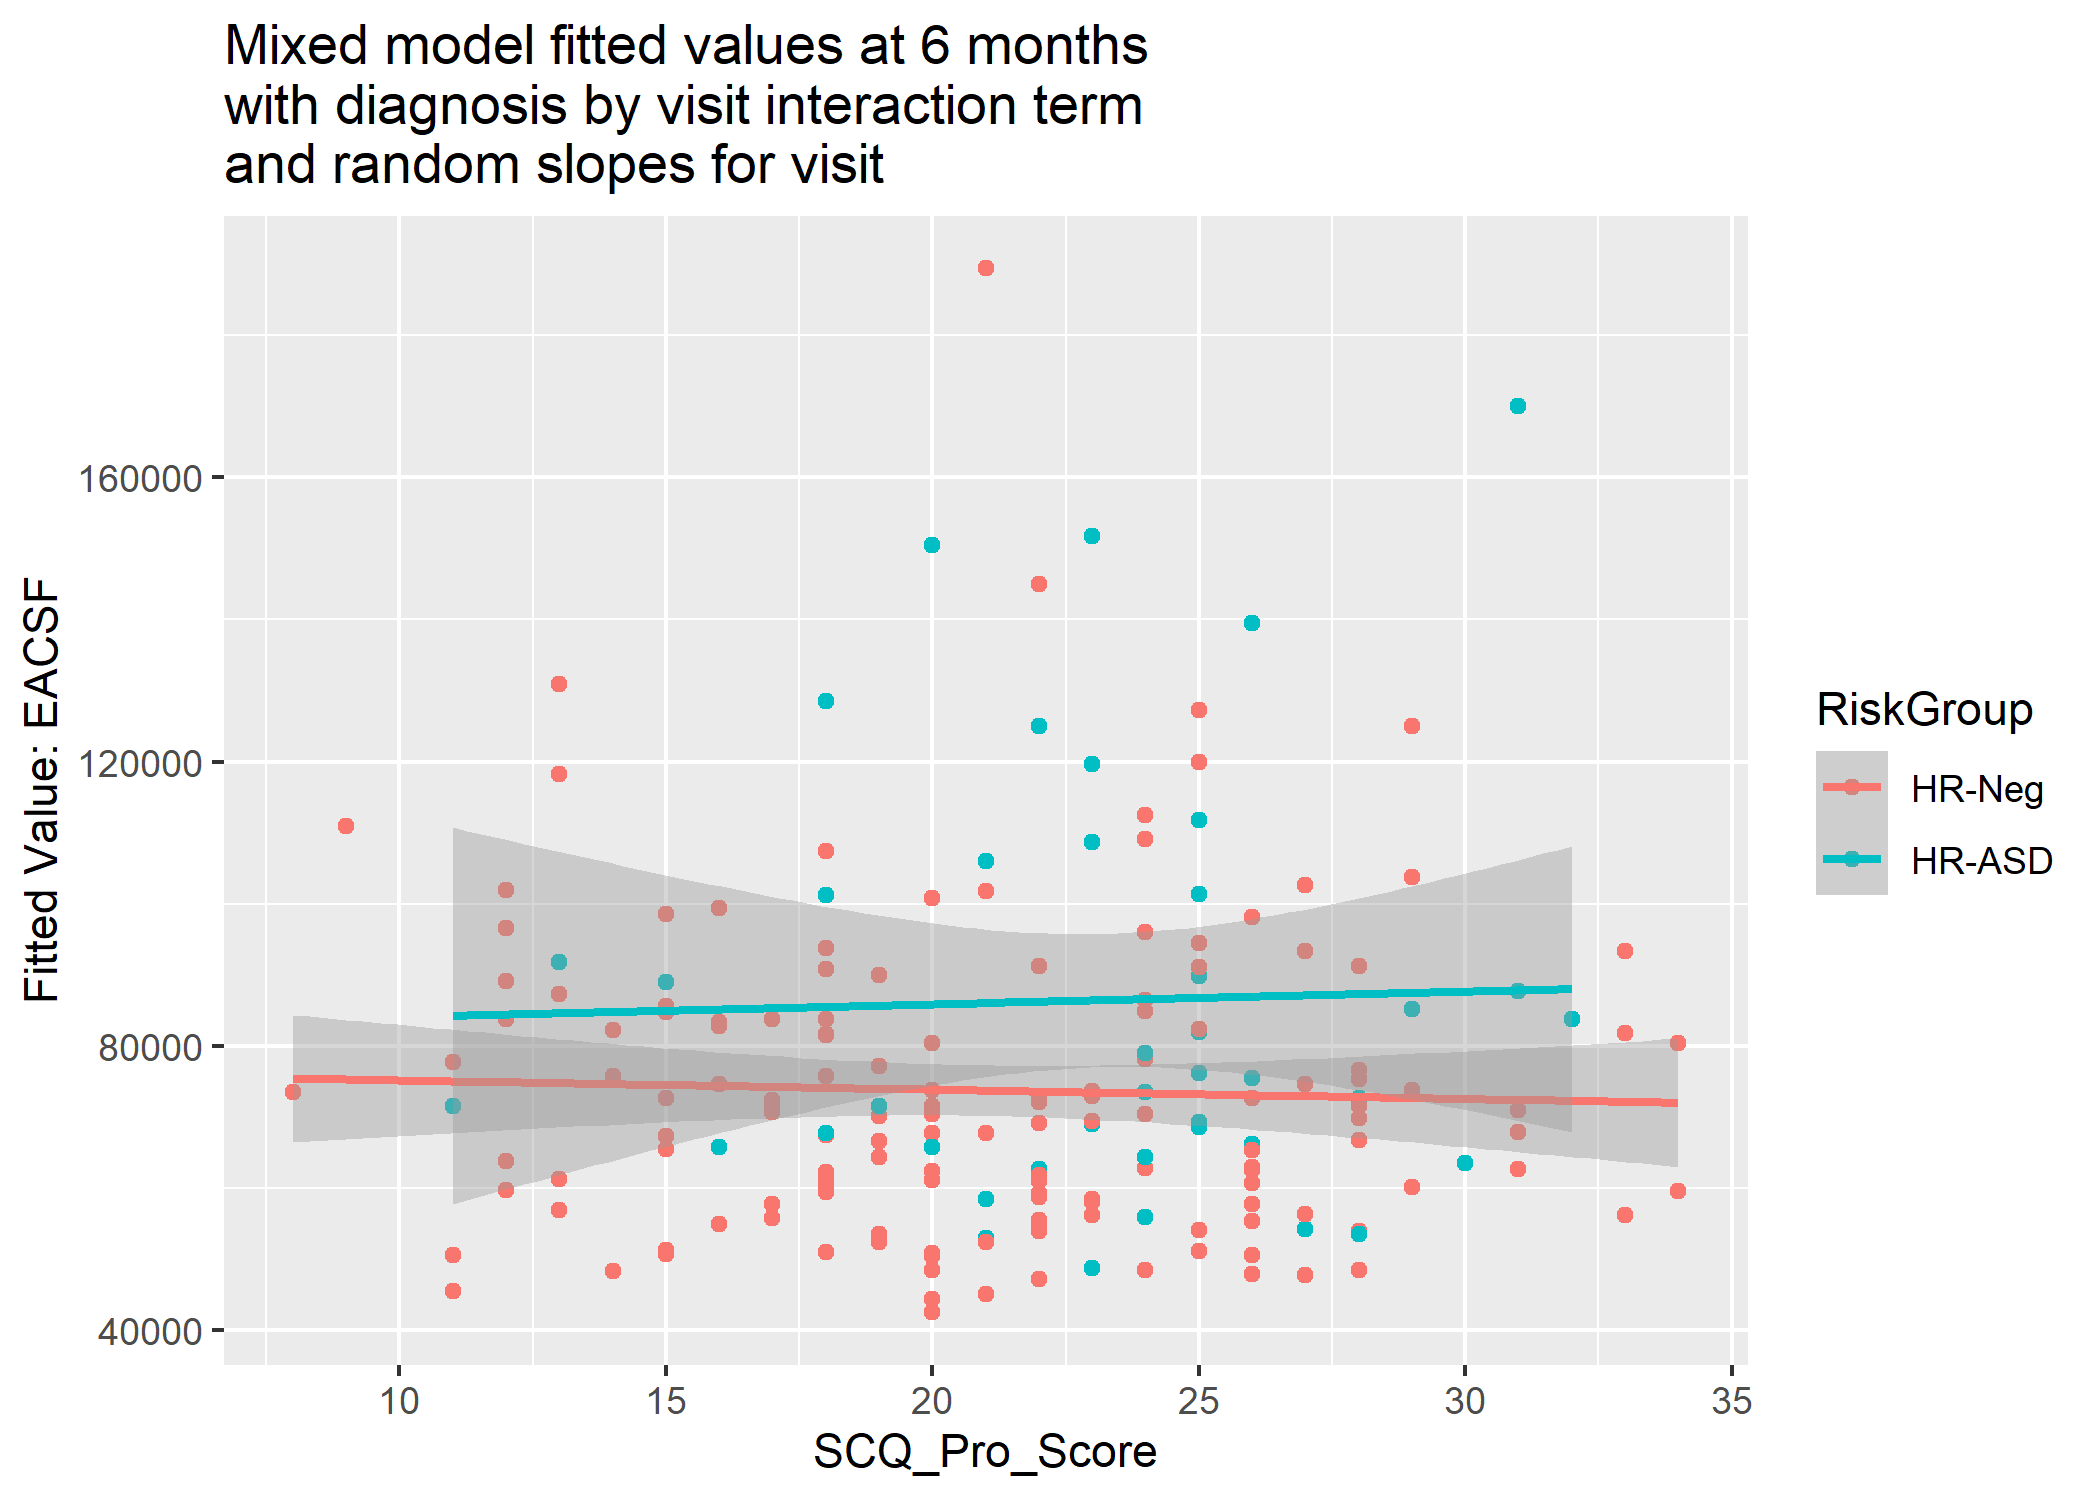 Mixed model fitted values at 6 months
with diagnosis by visit interaction term
and random slopes for visit
Fitted Value: EACSF
160000
120000
80000
40000
10 15 20 25 30 35
SCQ_Pro_Score
RiskGroup
HR-Neg
HR-ASD